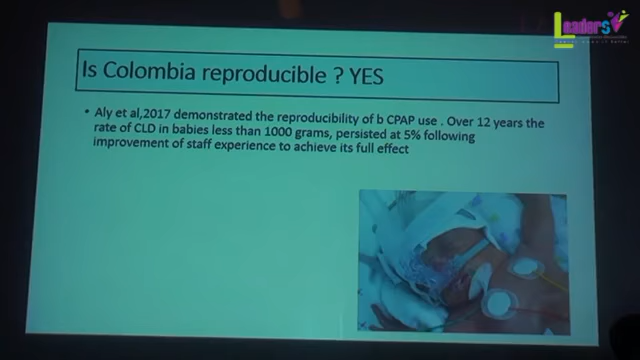 Leaders
Is Colombia reproducible ? YES
• Aly et al,2017 demonstrated the reproducibility of b CPAP use . Over 12 years the
rate of CLD in babies less than 1000 grams, persisted at 5% following
improvement of staff experience to achieve its full effect